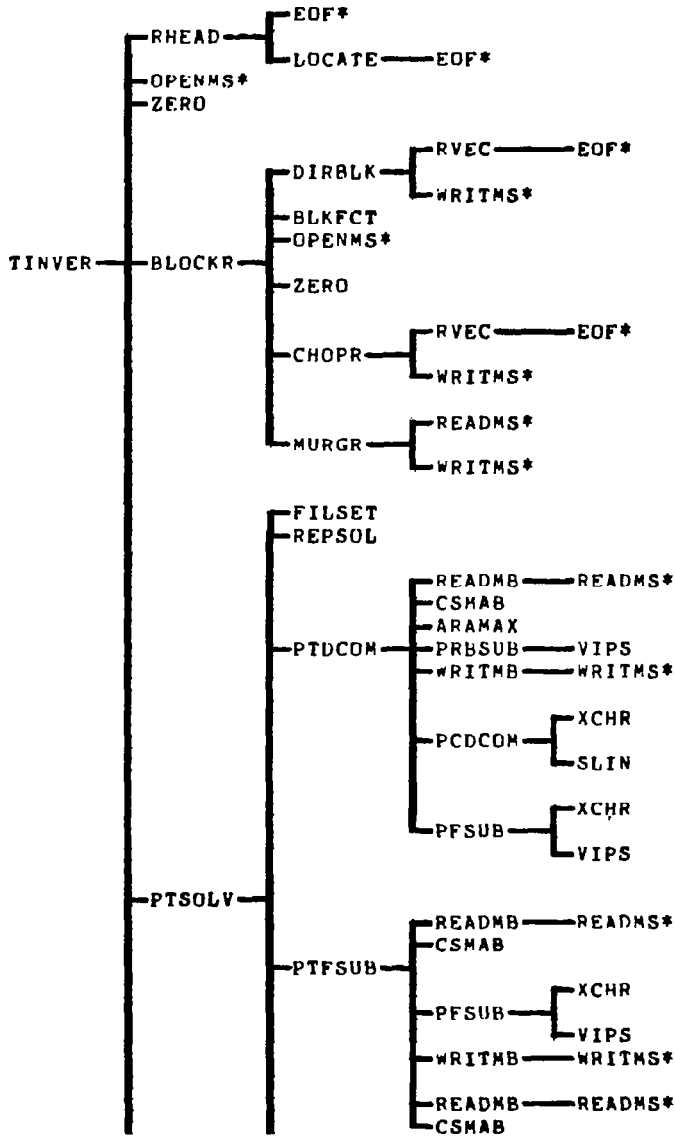 EOF*
RHEAD
LOCATE EOF*
OPENMS*
ZERO
RVEC EOF*
DIRBLK
WRITMS*
BLKFCT
OPENMS*
TINVER BLOCKR
ZERO
RVEC EOF*
CHOPR
WRITMS*
READMS*
MURGR
WRITMS*
FILSET
REPSOL
READMB READMS*
CSMAB
ARAMAX
PTDCOM PRBSUB VIPS
WRITMB WRITMS*
XCHR
PCDCOM
SLIN
XCHR
PFSUB
VIPS
PTSOLV
READMB READMS*
CSMAB
PTFSUB
XCHR
PFSUB
VIPS
WRITMB WRITMS*
READMB READMS*
CSMAB